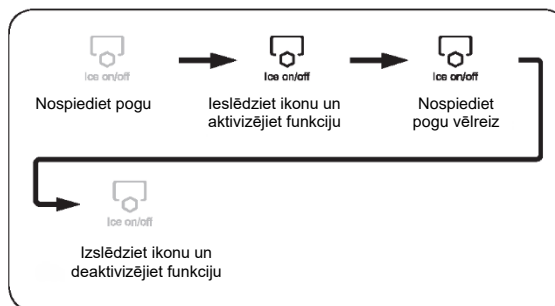 Ice on/off
Nospiediet pogu
Ice on/off
Ieslēdziet ikonu un
aktivizējiet funkciju
Ice on/off
Nospiediet
pogu vēlreiz
Ice on/off
Izslēdziet ikonu un
deaktivizējiet funkciju